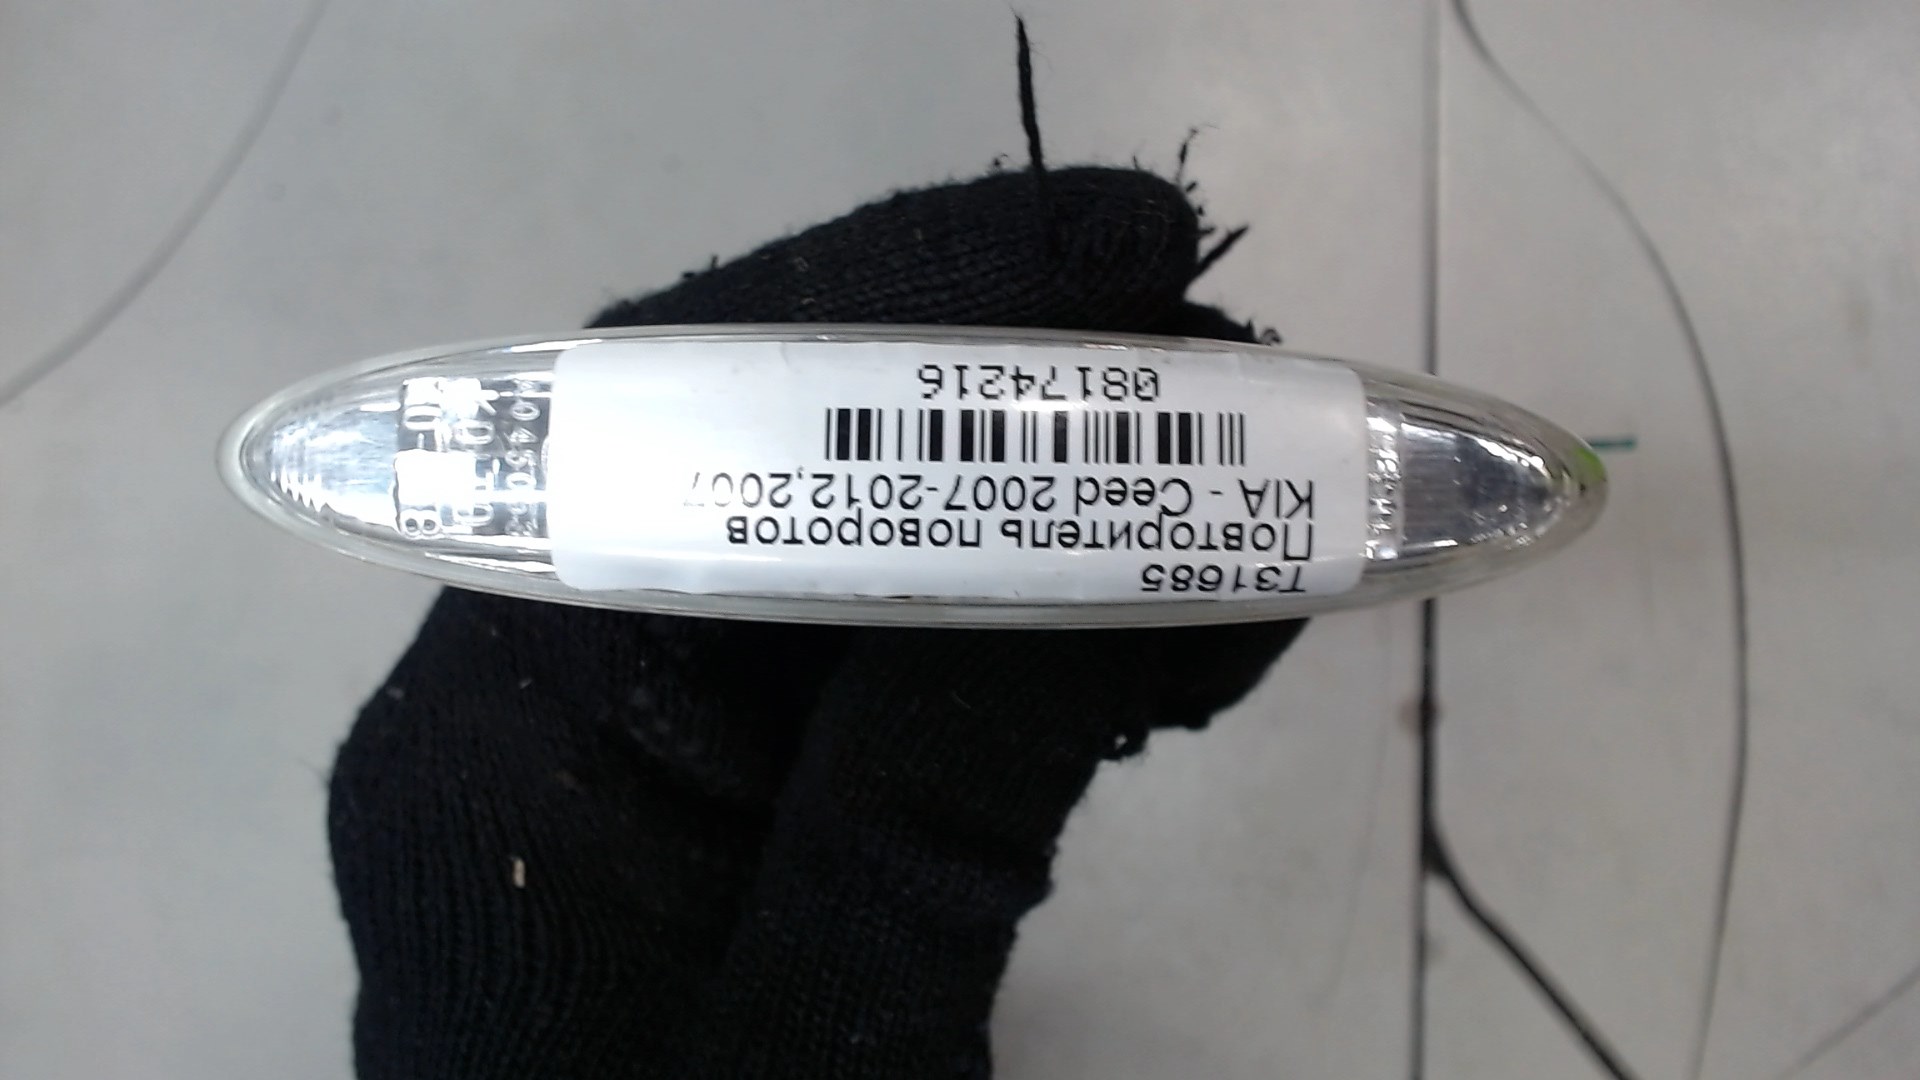 T31685
Повторитель поворотов
KIA - Ceed 2007-2012,2007
08174216